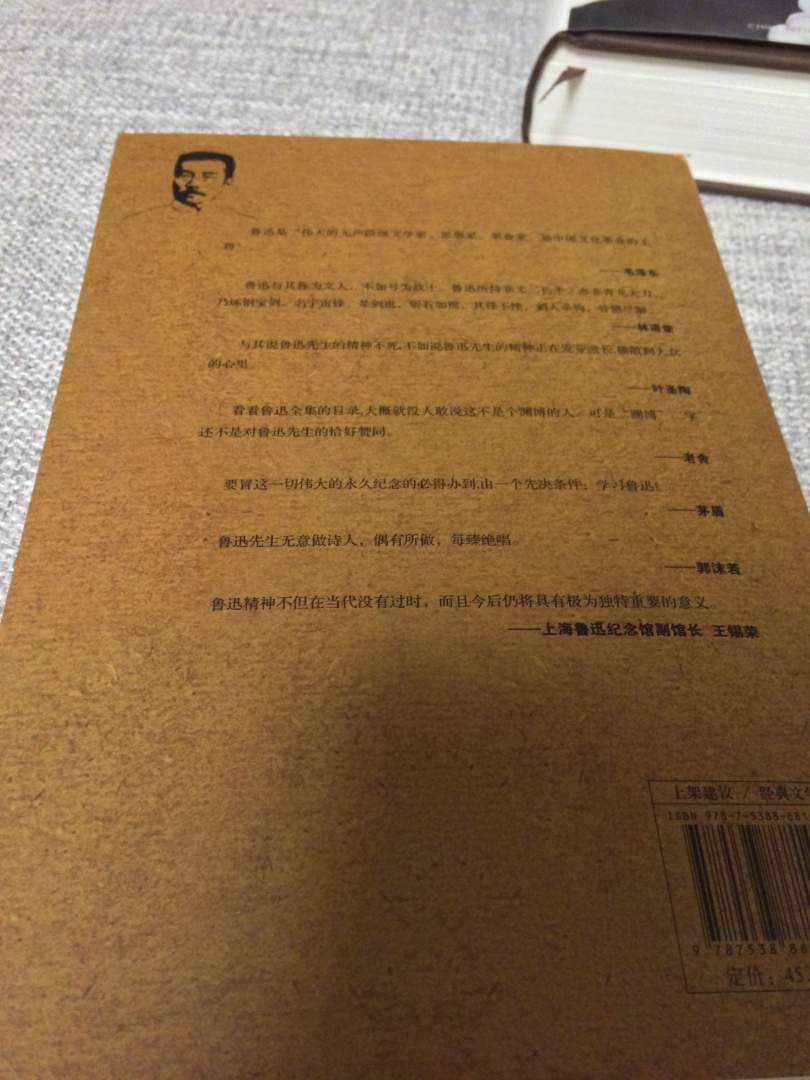 鲁迅是“伟大的无产阶级文学家、思想家、革命家，是中国文化革命的主
将”
——毛泽东
鲁迅与其称为文人，不如号为战士。
——林语堂
与其说鲁迅先生的精神不死,不如说鲁迅先生的精神正在发芽滋长,播散到大众
的心里
——叶圣陶
看看鲁迅全集的目录,大概就没人敢说这不是个渊博的人。可是“渊博”二字
还不是对鲁迅先生的恰好赞同。
——老舍
要冒这一切伟大的永久纪念的必得办到,由一个先决条件：学习鲁迅!
——茅盾
鲁迅先生无意做诗人，偶有所做，每臻绝唱。
——郭沫若
鲁迅精神不但在当代没有过时，而且今后仍将具有极为独特重要的意义
——上海鲁迅纪念馆副馆长 王锡荣
上架建议 / 经典文
ISBN 978-7-5388-681
9 787538 86
定价：45